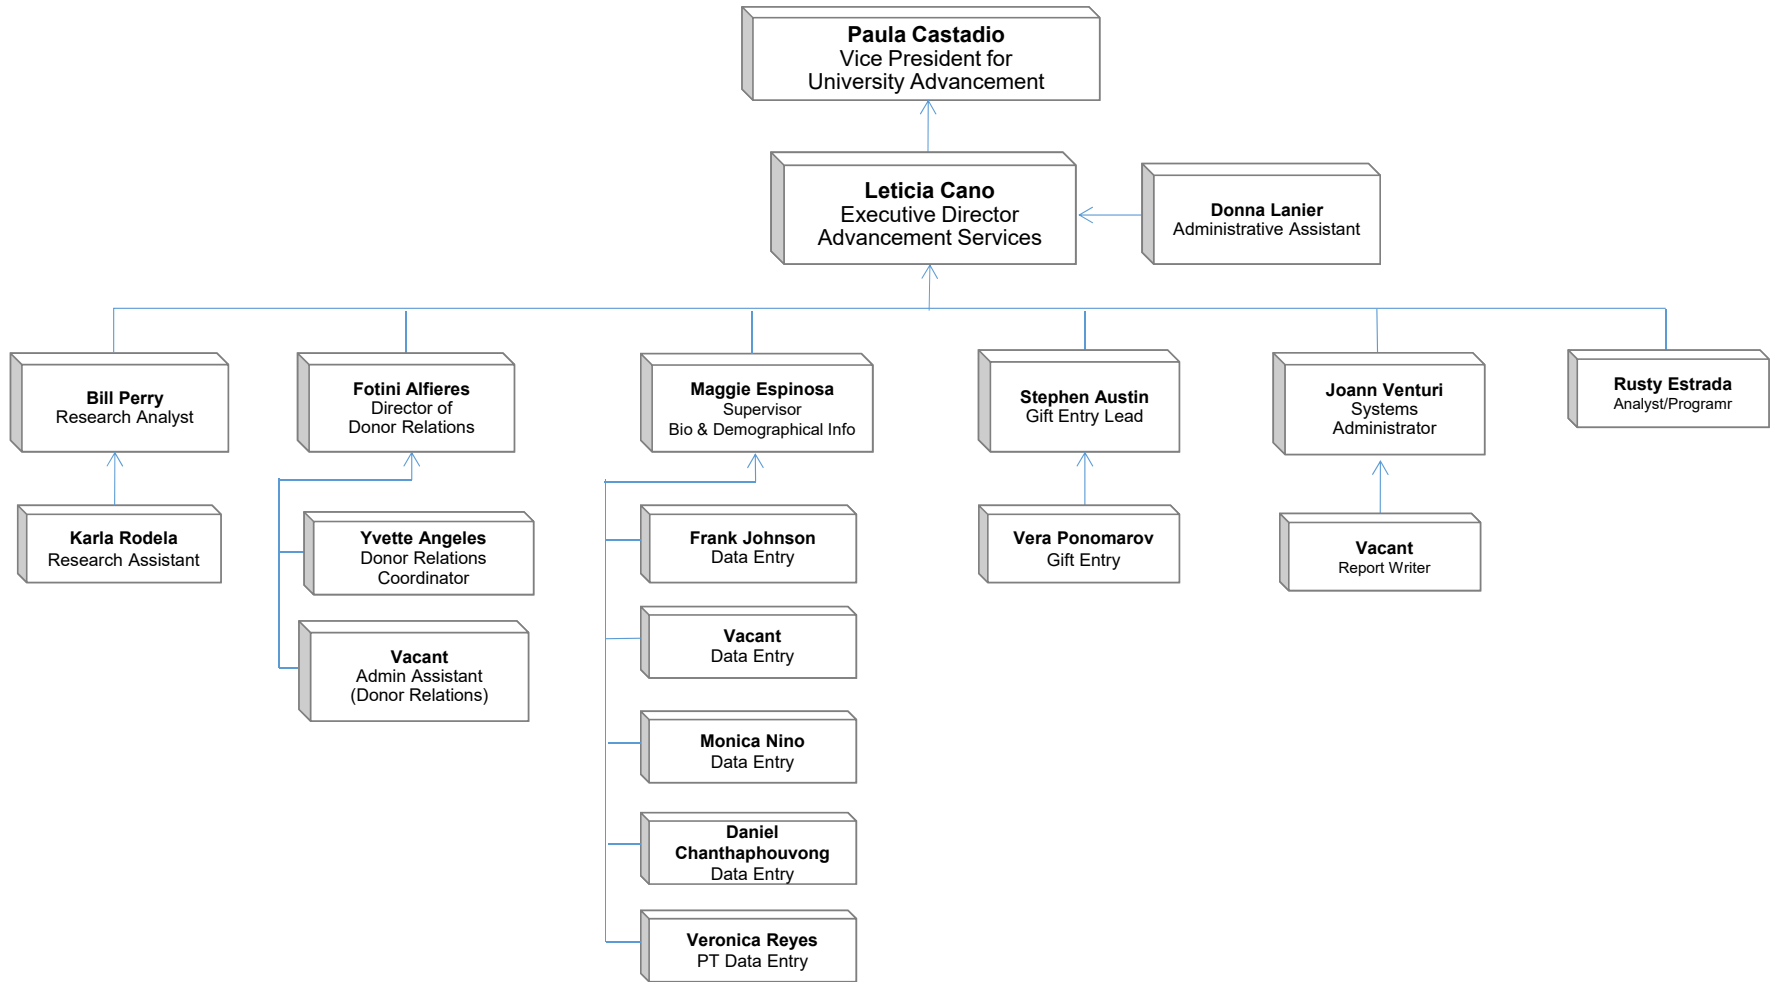 Paula Castadio
Vice President for
University Advancement
Leticia Cano
Executive Director
Advancement Services
Donna Lanier
Administrative Assistant
Bill Perry
Research Analyst
Fotini Alfieres
Director of
Donor Relations
Maggie Espinosa
Supervisor
Bio & Demographical Info
Stephen Austin
Gift Entry Lead
Joann Venturi
Systems
Administrator
Rusty Estrada
Analyst/Programr
Karla Rodela
Research Assistant
Yvette Angeles
Donor Relations
Coordinator
Vacant
Admin Assistant
(Donor Relations)
Frank Johnson
Data Entry
Vacant
Data Entry
Monica Nino
Data Entry
Daniel
Chanthaphouvong
Data Entry
Veronica Reyes
PT Data Entry
Vera Ponomarov
Gift Entry
Vacant
Report Writer